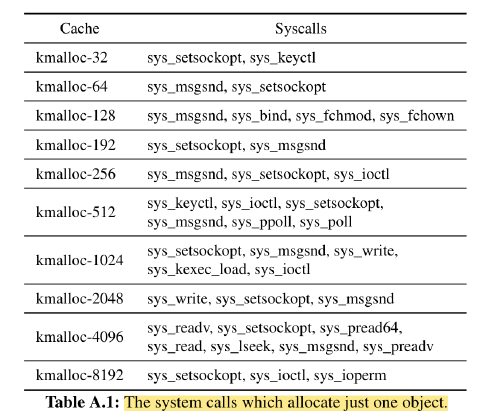 Cache Syscalls
kmalloc-32 sys_setsockopt, sys_keyctl
kmalloc-64 sys_msgsnd, sys_setsockopt
kmalloc-128 sys_msgsnd, sys_bind, sys_fchmod, sys_fchown
kmalloc-192 sys_setsockopt, sys_msgsnd
kmalloc-256 sys_msgsnd, sys_setsockopt, sys_ioctl
kmalloc-512 sys_keyctl, sys_ioctl, sys_setsockopt,
sys_msgsnd, sys_ppoll, sys_poll
kmalloc-1024 sys_setsockopt, sys_msgsnd, sys_write,
sys_kexec_load, sys_ioctl
kmalloc-2048 sys_write, sys_setsockopt, sys_msgsnd
kmalloc-4096 sys_readv, sys_setsockopt, sys_pread64,
sys_read, sys_lseek, sys_msgsnd, sys_preadv
kmalloc-8192 sys_setsockopt, sys_ioctl, sys_ioperm
Table A.1: The system calls which allocate just one object.